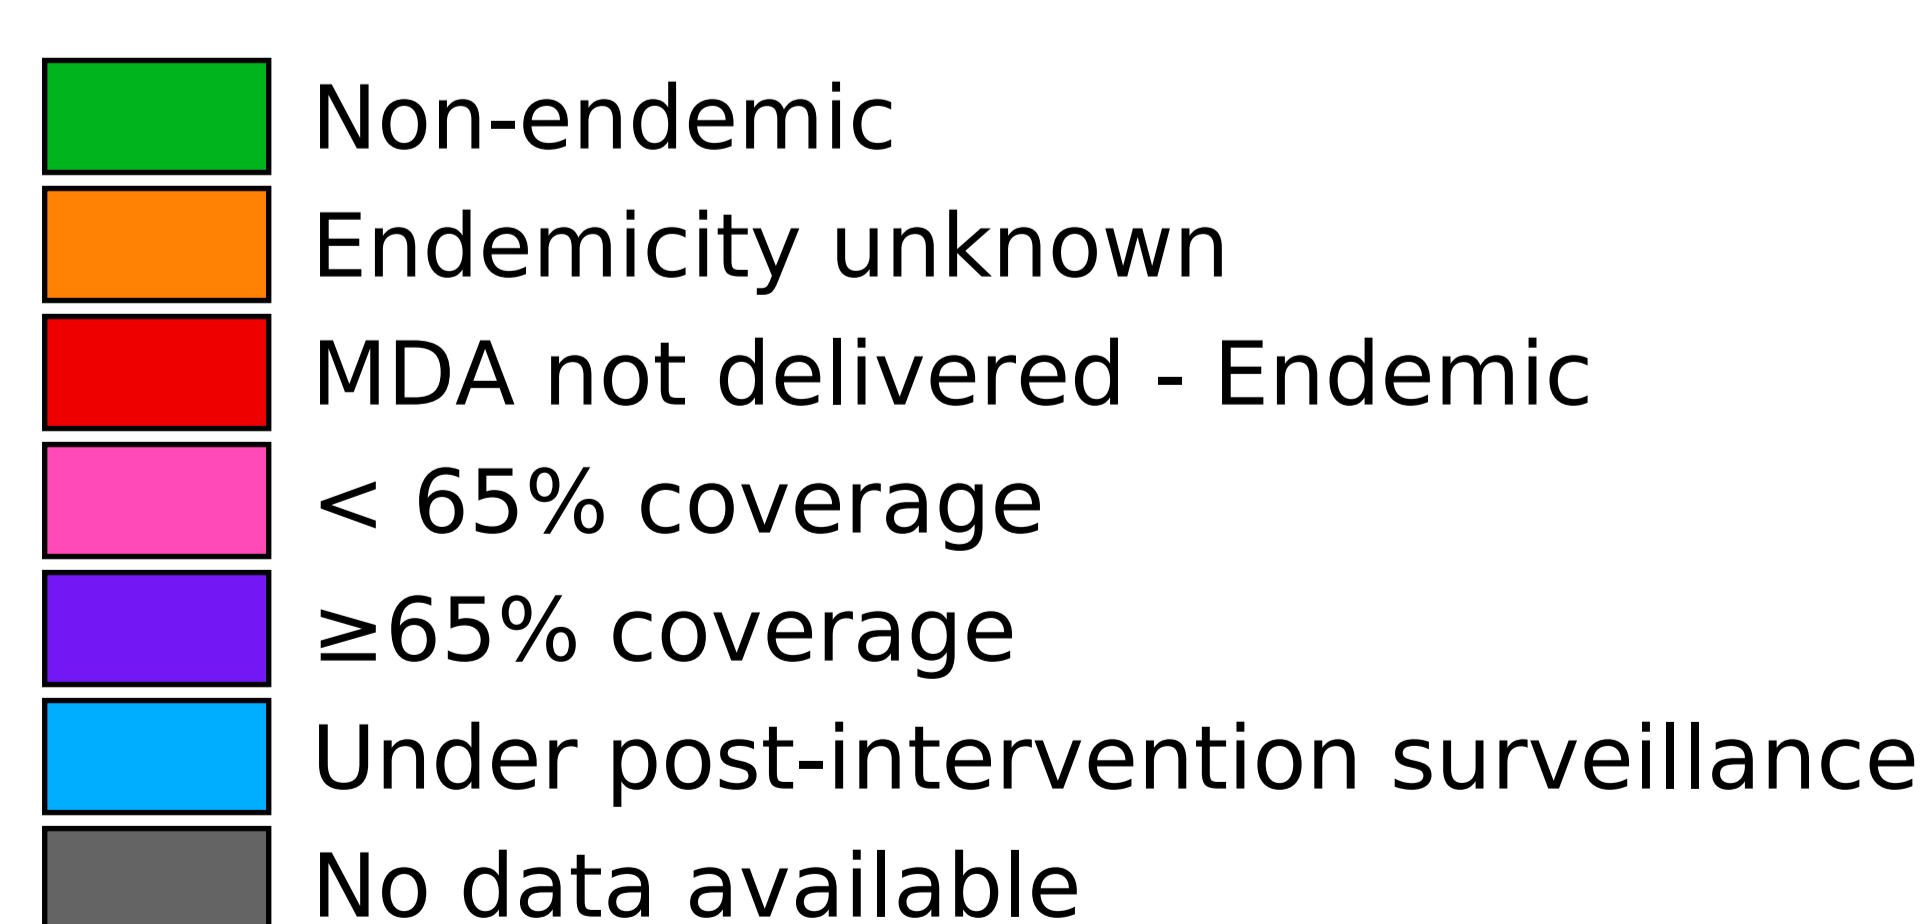 Non-endemic
Endemicity unknown
MDA not delivered - Endemic
< 65% coverage
≥65% coverage
Under post-intervention surveillance
No data available